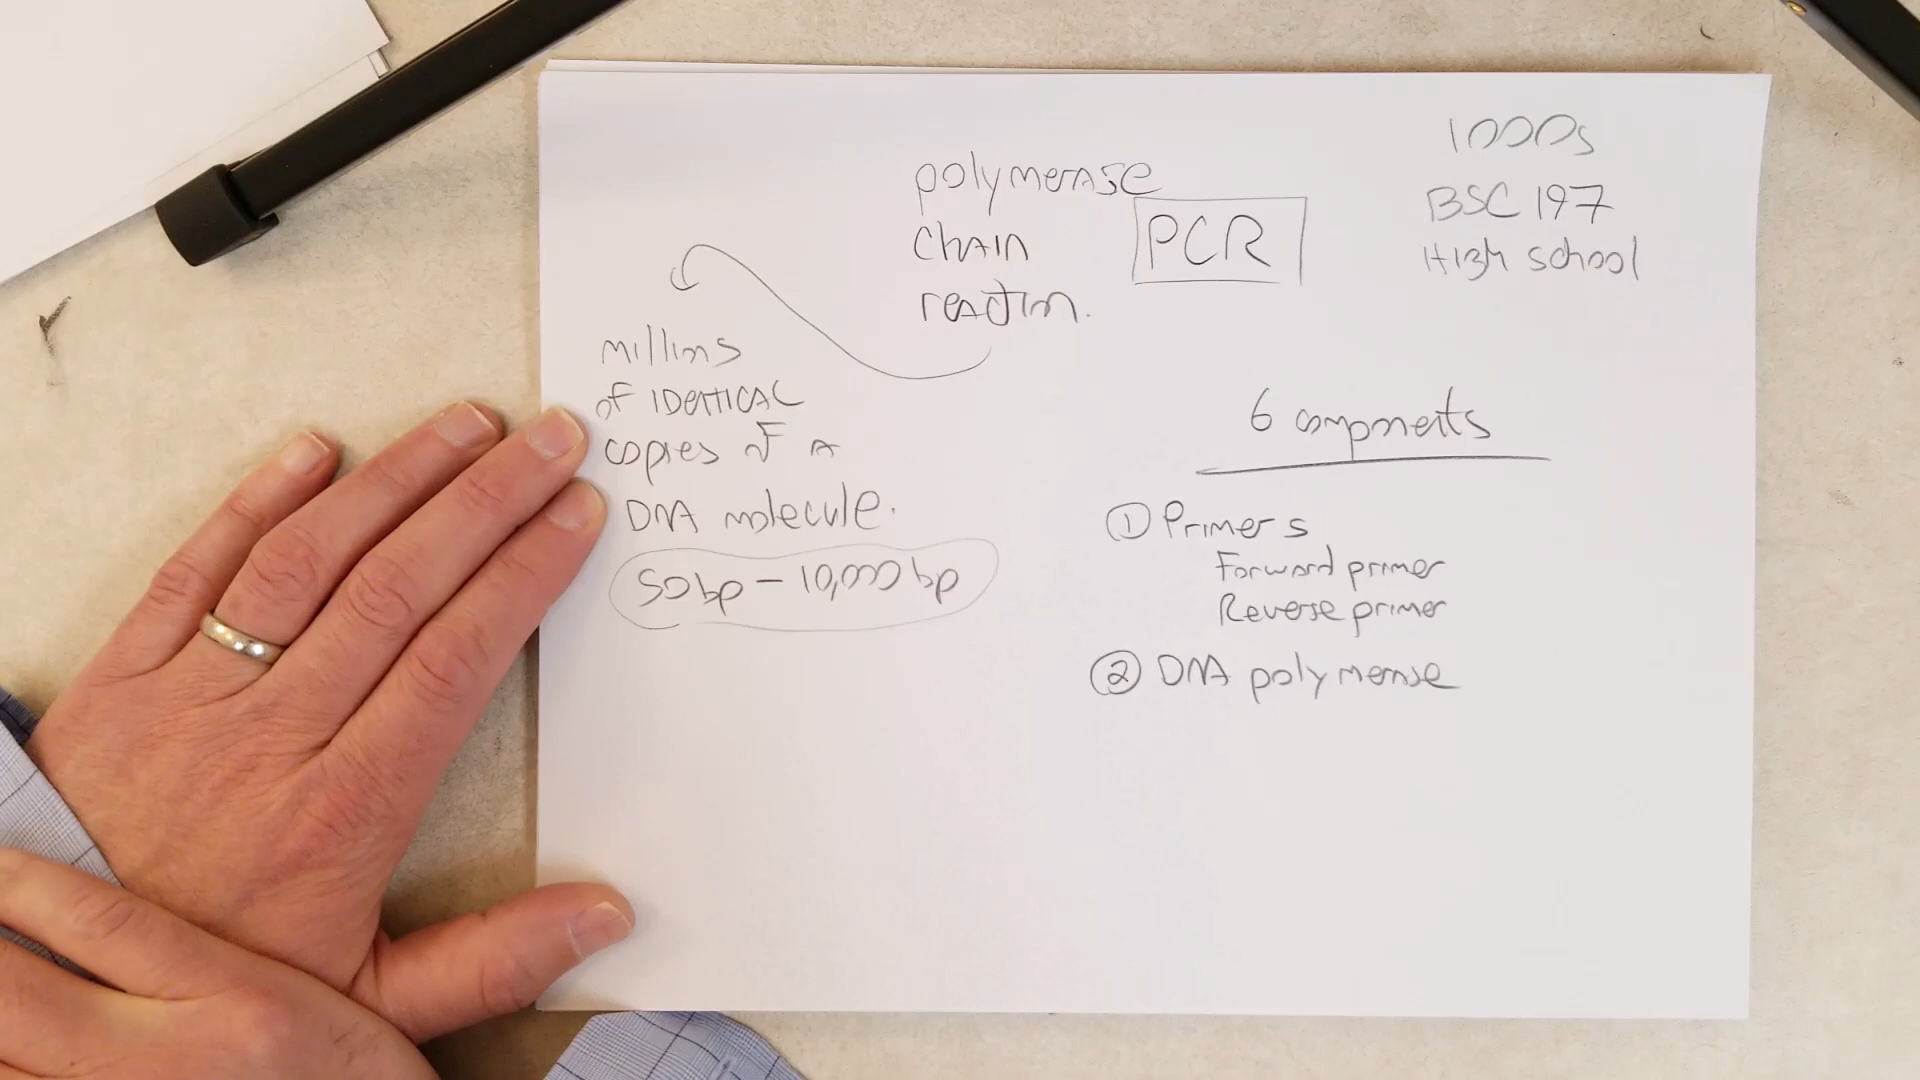 polymerase
chain
reaction.
PCR
1000s
BSC 197
High school
millions
of identical
copies of a
DNA molecule.
50bp – 10,000 bp
6 components
① Primers
Forward primer
Reverse primer
② DNA polymerase